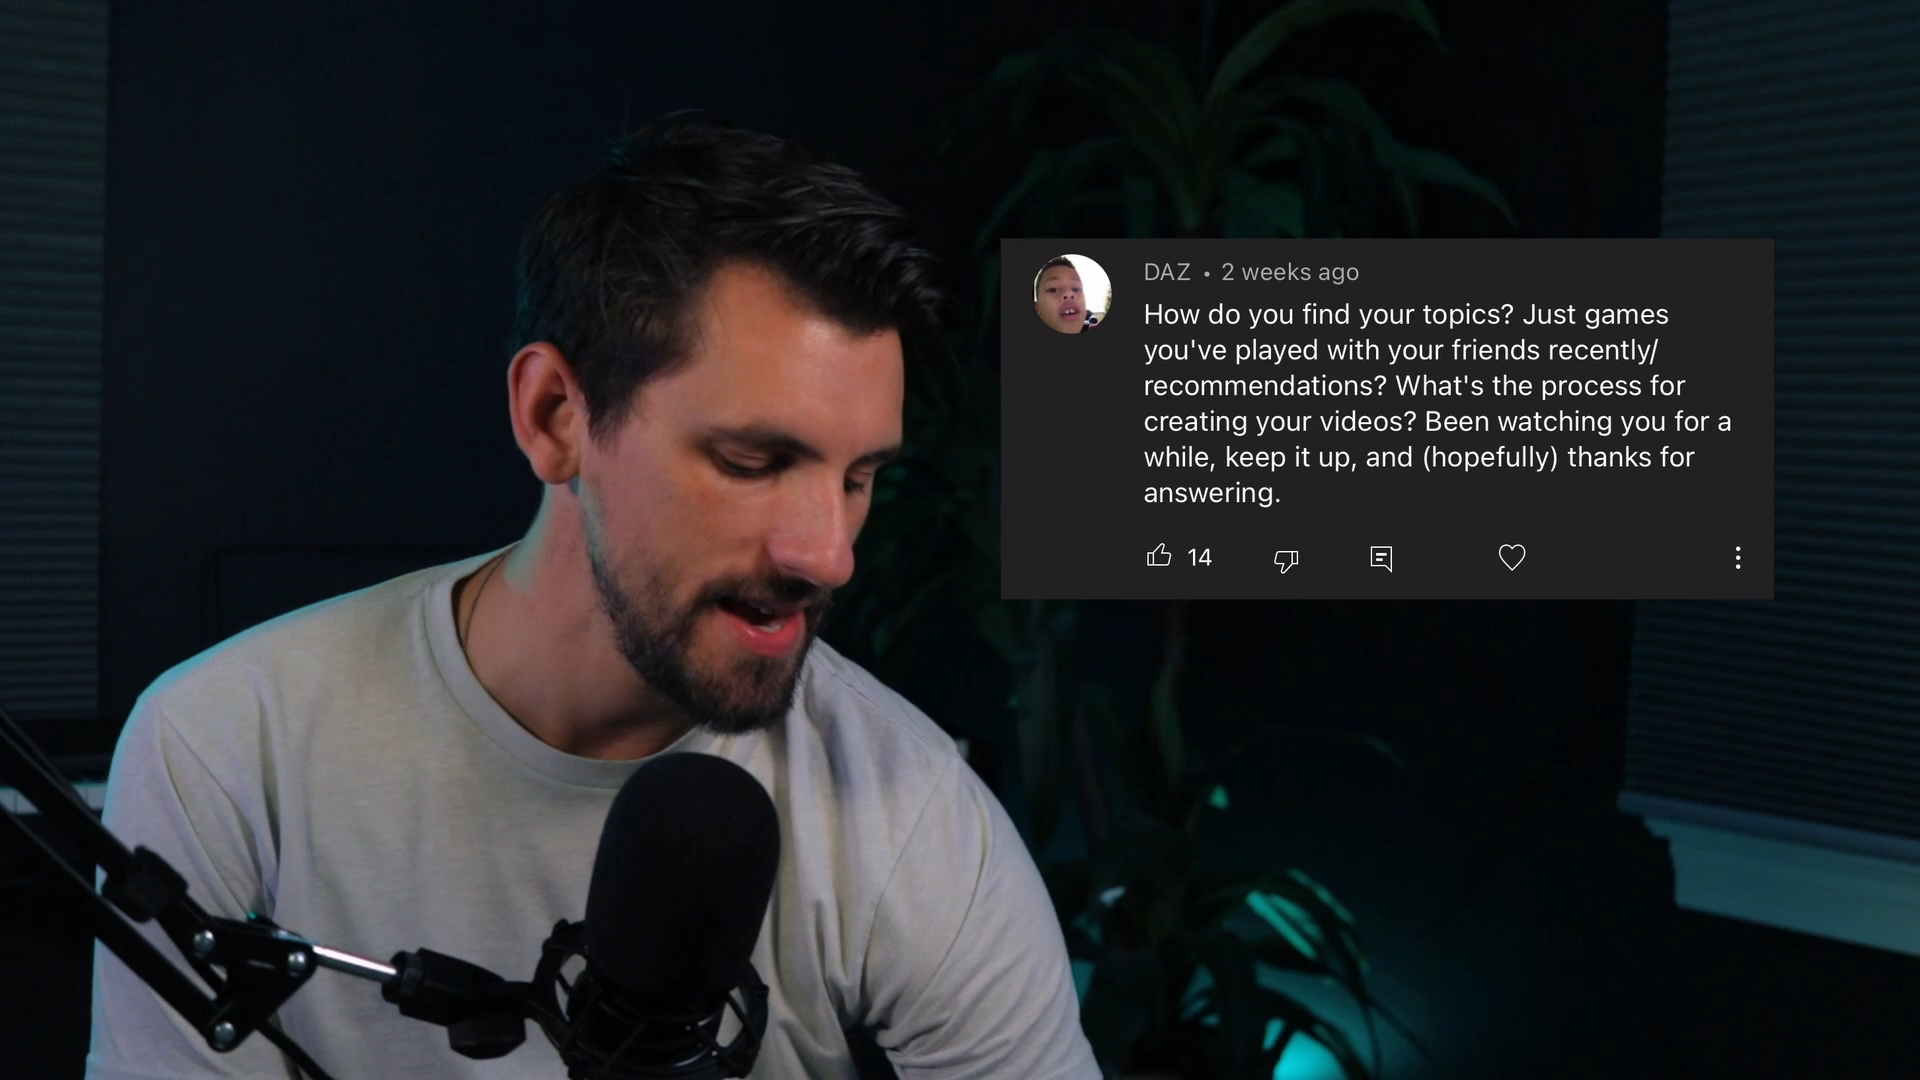 DAZ • 2 weeks ago
How do you find your topics? Just games
you've played with your friends recently/
recommendations? What's the process for
creating your videos? Been watching you for a
while, keep it up, and (hopefully) thanks for
answering.
14